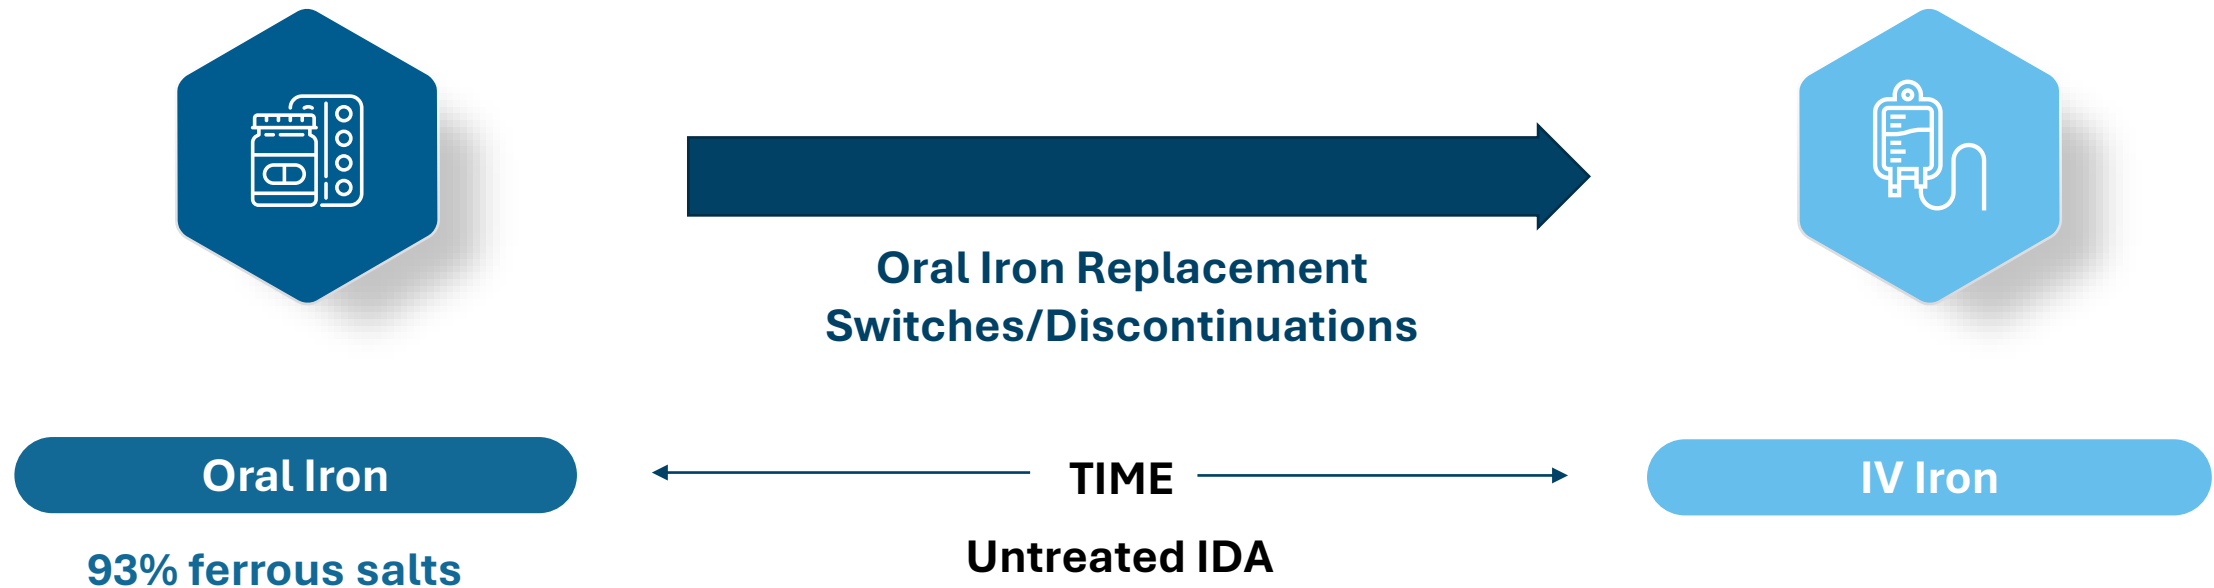 Oral Iron Replacement
Switches/Discontinuations
Oral Iron
TIME
IV Iron
93% ferrous salts
Untreated IDA